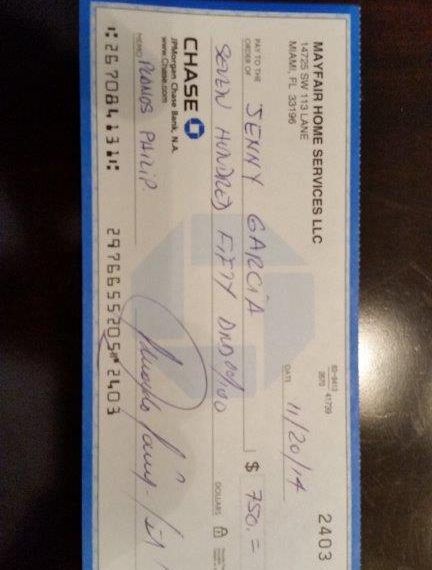 MAYFAIR HOME SERVICES LLC
14725 SW 113 LANE
MIAMI, FL 33196
2403
DATE 11/20/14
PAY TO THE
ORDER OF JENNY GARCIA $ 750.=
SEVEN HUNDRED FIFTY AND 00/100 DOLLARS
CHASE
JPMorgan Chase Bank, N.A.
www.Chase.com
MEMO PLANOS PHILIP
⑆267084131⑆ 2976655205⑈2403